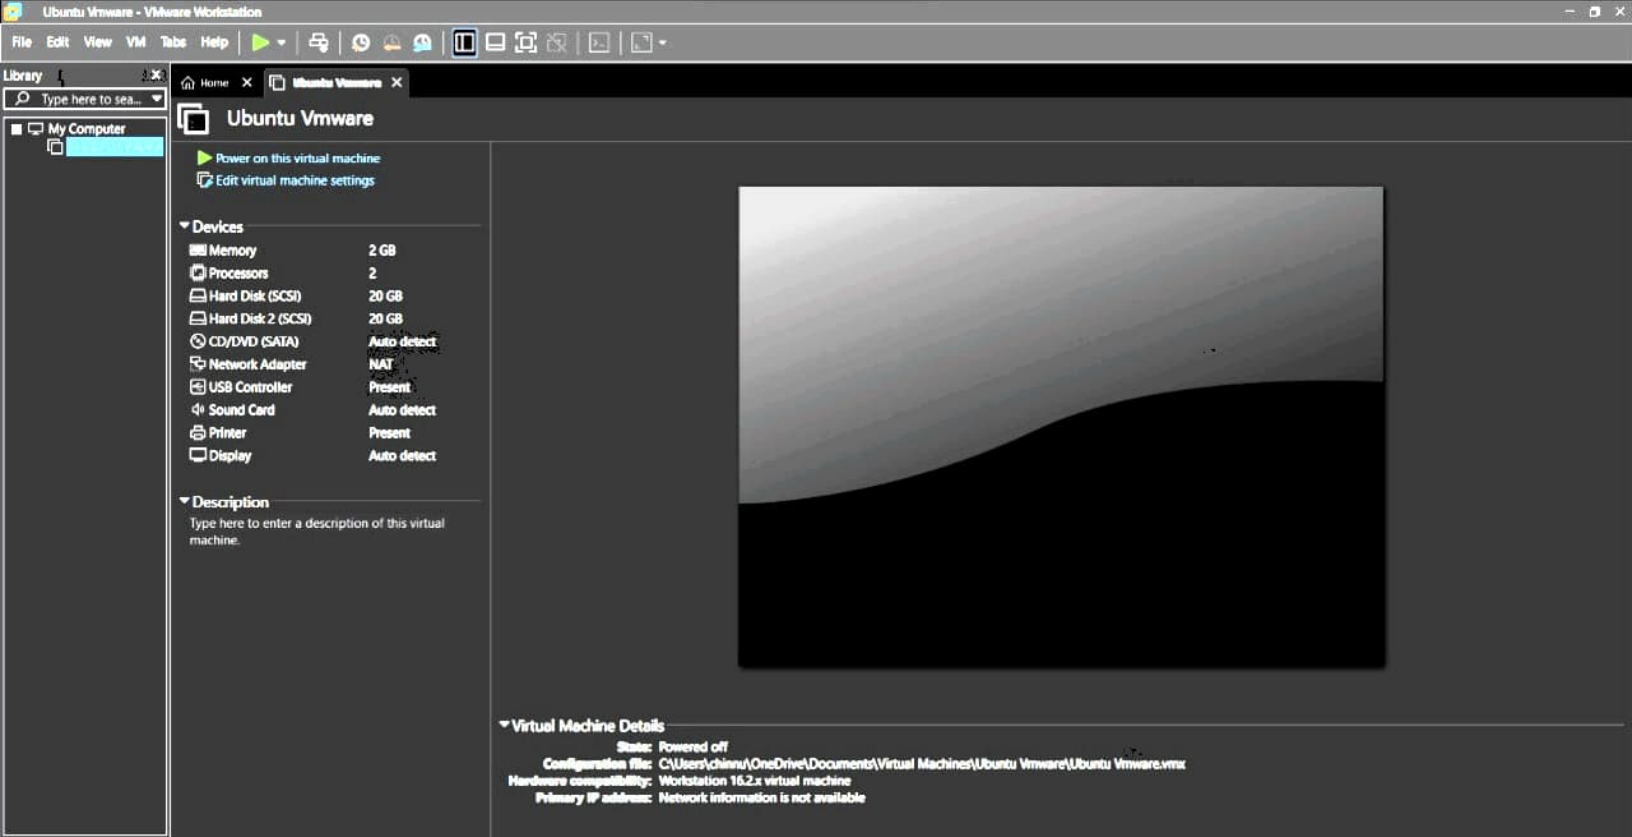 Ubuntu Vmware - VMware Workstation
File Edit View VM Tabs Help
Library
Type here to sea...
My Computer
Home
Ubuntu Vmware
Ubuntu Vmware
Power on this virtual machine
Edit virtual machine settings
Devices
Memory 2 GB
Processors 2
Hard Disk (SCSI) 20 GB
Hard Disk 2 (SCSI) 20 GB
CD/DVD (SATA) Auto detect
Network Adapter NAT
USB Controller Present
Sound Card Auto detect
Printer Present
Display Auto detect
Description
Type here to enter a description of this virtual
machine.
Virtual Machine Details
State: Powered off
Configuration file: C:\Users\chinnu\OneDrive\Documents\Virtual Machines\Ubuntu Vmware\Ubuntu Vmware.vmx
Hardware compatibility: Workstation 16.2.x virtual machine
Primary IP address: Network information is not available